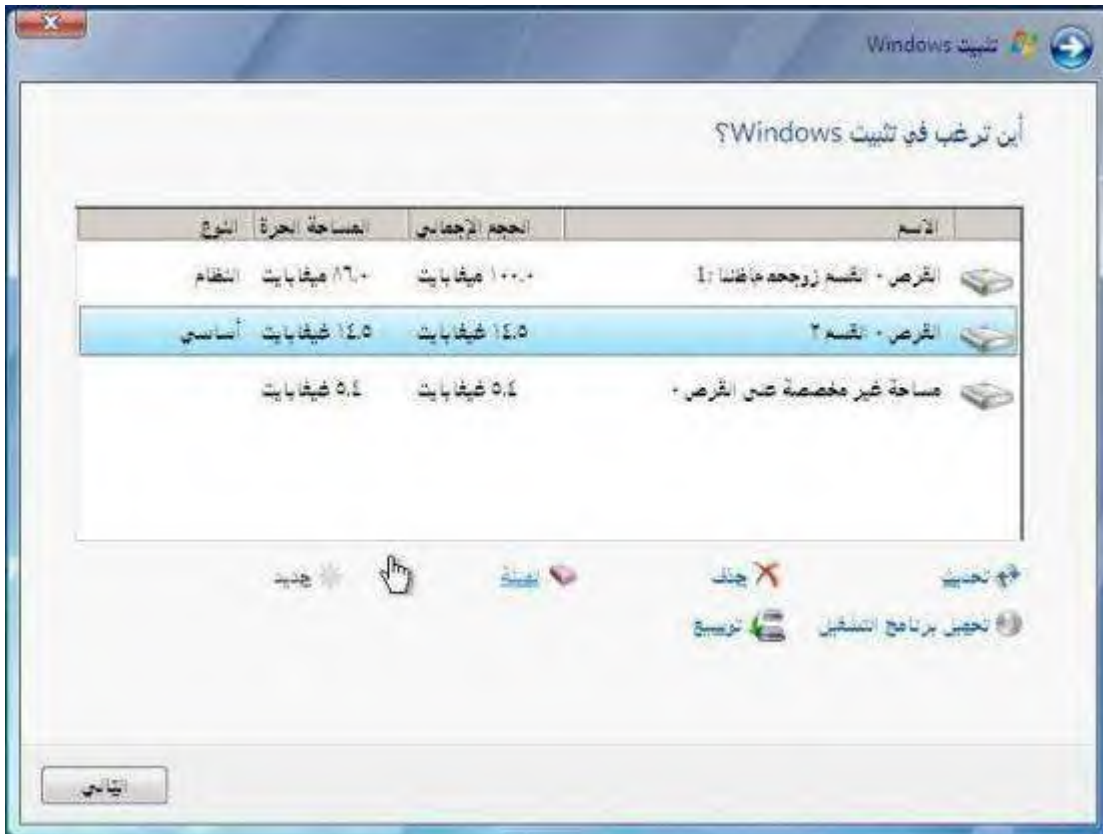 تثبيت Windows
أين ترغب في تثبيت Windows؟
الاسم الحجم الإجمالي المساحة الحرة النوع
القرص ٠ القسم 1: ١٠٠.٠ ميغابايت ٨٦.٠ ميغابايت النظام
القرص ٠ القسم ٢ ١٤.٥ غيغابايت ١٤.٥ غيغابايت أساسي
مساحة غير مخصصة على القرص ٠ ٥.٤ غيغابايت ٥.٤ غيغابايت
تحديث حذف تهيئة جديد
تحميل برنامج التشغيل توسيع
التالي